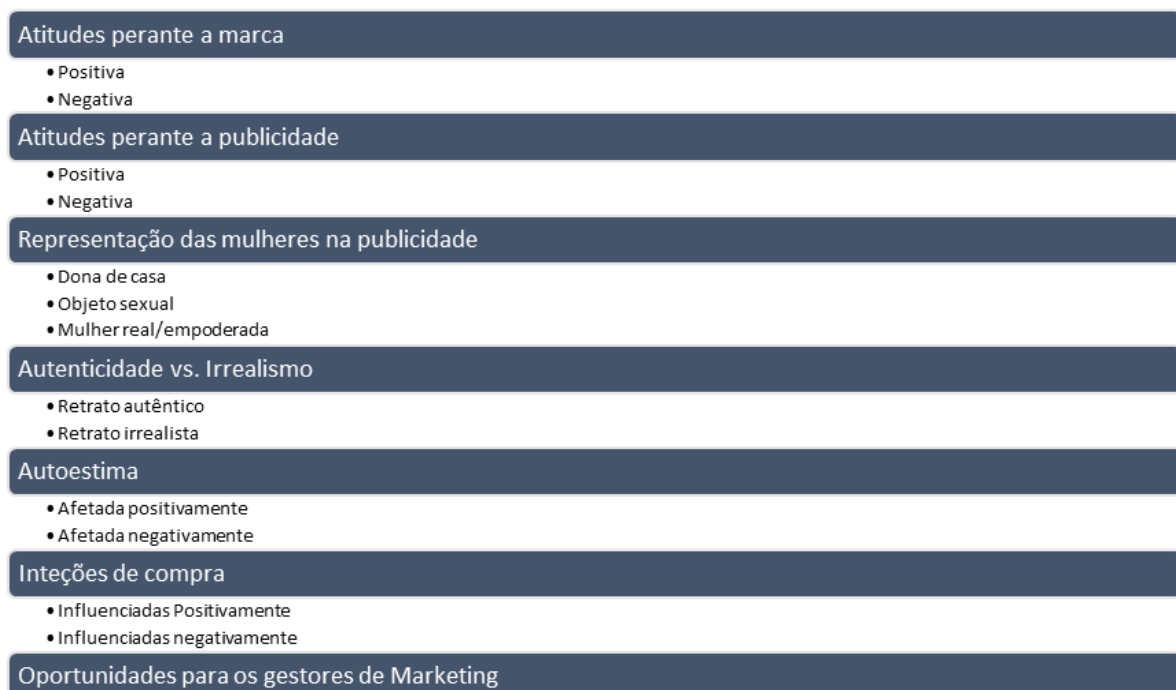 Atitudes perante a marca
• Positiva
• Negativa
Atitudes perante a publicidade
• Positiva
• Negativa
Representação das mulheres na publicidade
• Dona de casa
• Objeto sexual
• Mulher real/empoderada
Autenticidade vs. Irrealismo
• Retrato autêntico
• Retrato irrealista
Autoestima
• Afetada positivamente
• Afetada negativamente
Inteções de compra
• Influenciadas Positivamente
• Influenciadas negativamente
Oportunidades para os gestores de Marketing